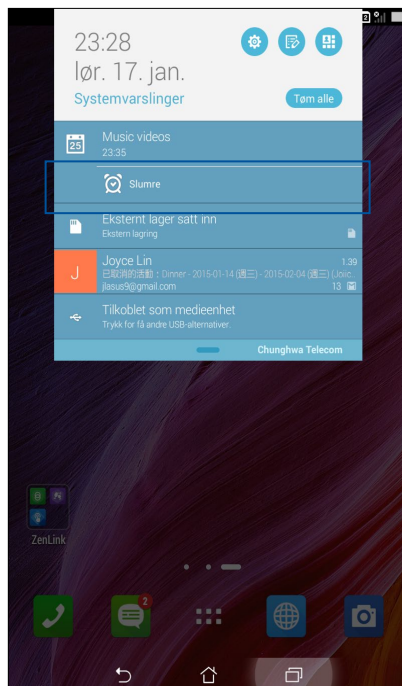 2
23:28
lør. 17. jan.
Systemvarslinger
Tøm alle
25
Music videos
23:35
Slumre
Eksternt lager satt inn
Ekstern lagring
J
Joyce Lin
1:39
已取消的活動：Dinner - 2015-01-14 (週三) - 2015-02-04 (週三) (Joic..
jlasus9@gmail.com
13
Tilkoblet som medieenhet
Trykk for få andre USB-alternativer.
Chunghwa Telecom
ZenLink
2